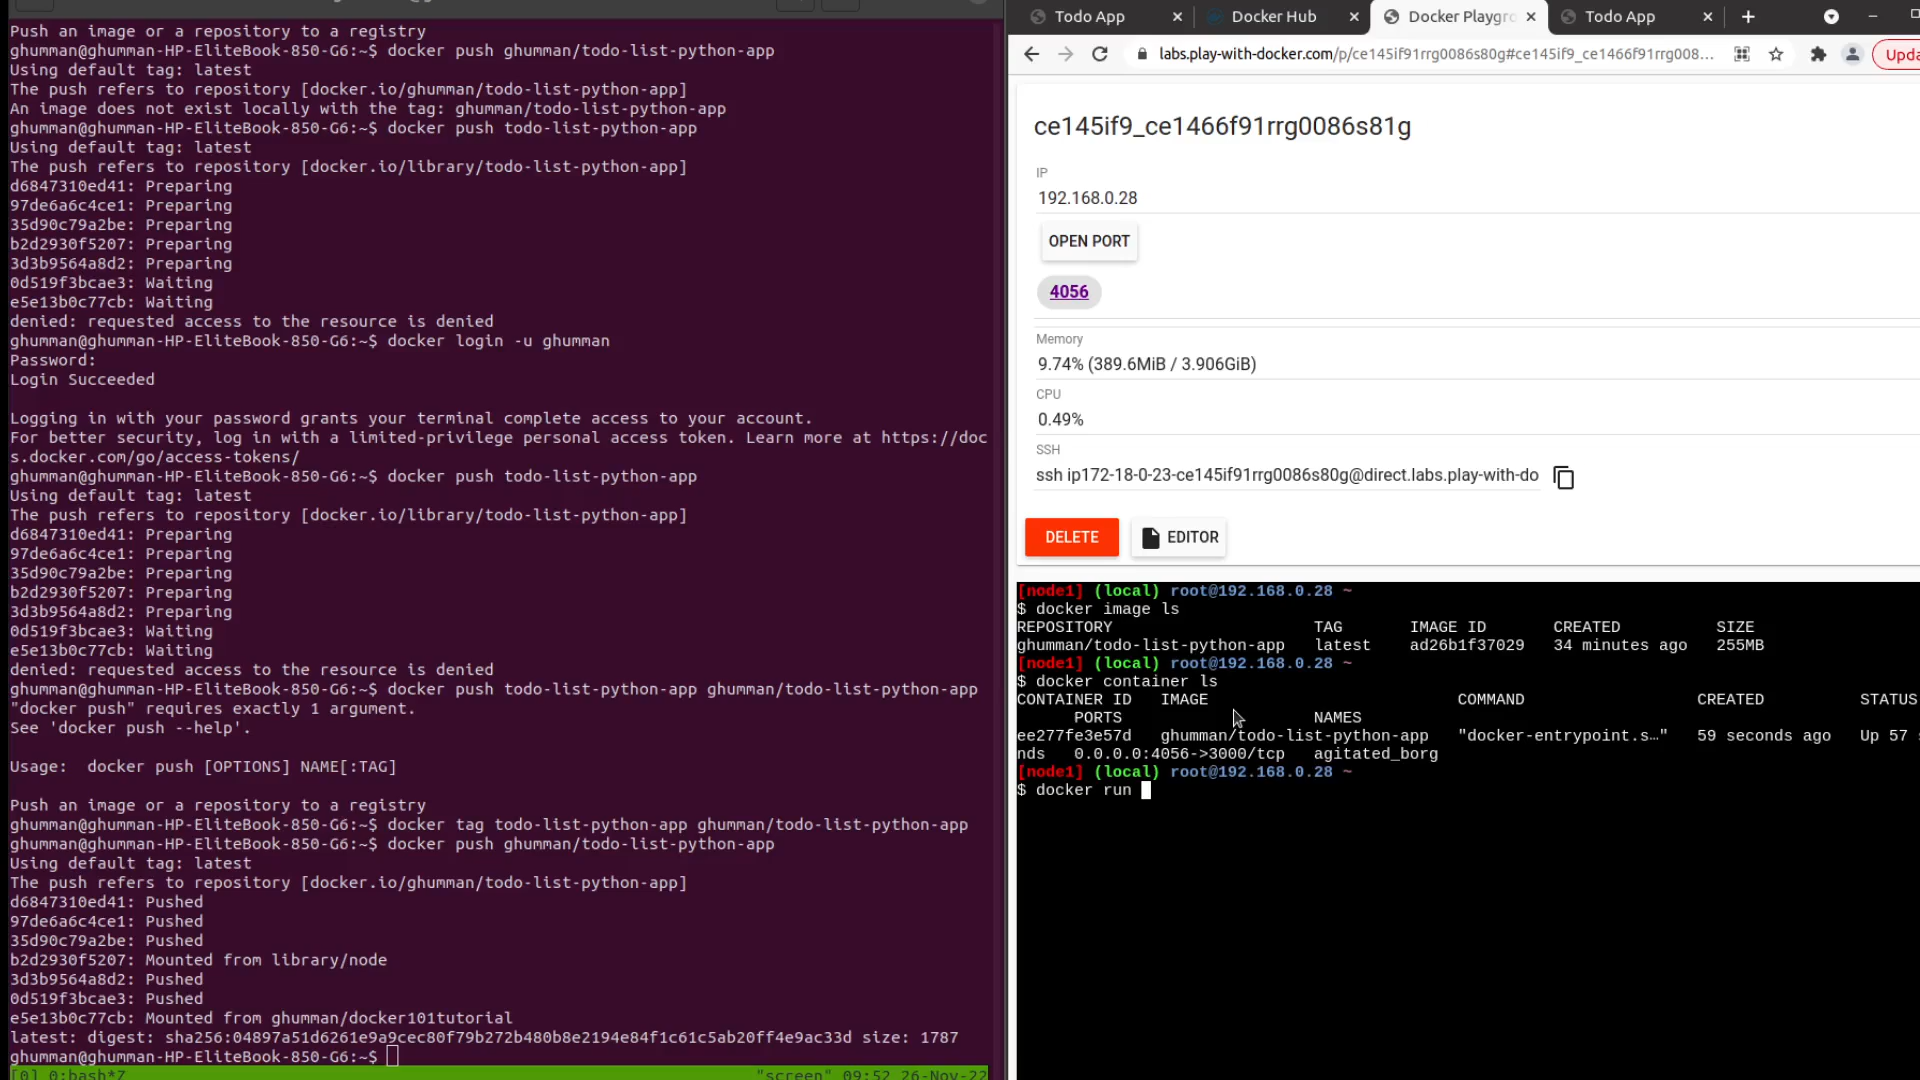 Push an image or a repository to a registry
ghumman@ghumman-HP-EliteBook-850-G6:~$ docker push ghumman/todo-list-python-app
Using default tag: latest
The push refers to repository [docker.io/ghumman/todo-list-python-app]
An image does not exist locally with the tag: ghumman/todo-list-python-app
ghumman@ghumman-HP-EliteBook-850-G6:~$ docker push todo-list-python-app
Using default tag: latest
The push refers to repository [docker.io/library/todo-list-python-app]
d6847310ed41: Preparing
97de6a6c4ce1: Preparing
35d90c79a2be: Preparing
b2d2930f5207: Preparing
3d3b9564a8d2: Preparing
0d519f3bcae3: Waiting
e5e13b0c77cb: Waiting
denied: requested access to the resource is denied
ghumman@ghumman-HP-EliteBook-850-G6:~$ docker login -u ghumman
Password:
Login Succeeded
Logging in with your password grants your terminal complete access to your account.
For better security, log in with a limited-privilege personal access token. Learn more at https://doc
s.docker.com/go/access-tokens/
ghumman@ghumman-HP-EliteBook-850-G6:~$ docker push todo-list-python-app
Using default tag: latest
The push refers to repository [docker.io/library/todo-list-python-app]
d6847310ed41: Preparing
97de6a6c4ce1: Preparing
35d90c79a2be: Preparing
b2d2930f5207: Preparing
3d3b9564a8d2: Preparing
0d519f3bcae3: Waiting
e5e13b0c77cb: Waiting
denied: requested access to the resource is denied
ghumman@ghumman-HP-EliteBook-850-G6:~$ docker push todo-list-python-app ghumman/todo-list-python-app
"docker push" requires exactly 1 argument.
See 'docker push --help'.
Usage:  docker push [OPTIONS] NAME[:TAG]
Push an image or a repository to a registry
ghumman@ghumman-HP-EliteBook-850-G6:~$ docker tag todo-list-python-app ghumman/todo-list-python-app
ghumman@ghumman-HP-EliteBook-850-G6:~$ docker push ghumman/todo-list-python-app
Using default tag: latest
The push refers to repository [docker.io/ghumman/todo-list-python-app]
d6847310ed41: Pushed
97de6a6c4ce1: Pushed
35d90c79a2be: Pushed
b2d2930f5207: Mounted from library/node
3d3b9564a8d2: Pushed
0d519f3bcae3: Pushed
e5e13b0c77cb: Mounted from ghumman/docker101tutorial
latest: digest: sha256:04897a51d6261e9a9cec80f79b272b480b8e2194e84f1c61c5ab20ff4e9ac33d size: 1787
ghumman@ghumman-HP-EliteBook-850-G6:~$
[0] 0:bash*Z "screen" 09:52 26-Nov-22
Todo App
Docker Hub
Docker Playgro
Todo App
labs.play-with-docker.com/p/ce145if91rrg0086s80g#ce145if9_ce1466f91rrg008...
Upda
ce145if9_ce1466f91rrg0086s81g
IP
192.168.0.28
OPEN PORT
4056
Memory
9.74% (389.6MiB / 3.906GiB)
CPU
0.49%
SSH
ssh ip172-18-0-23-ce145if91rrg0086s80g@direct.labs.play-with-do
DELETE
EDITOR
[node1] (local) root@192.168.0.28 ~
$ docker image ls
REPOSITORY TAG IMAGE ID CREATED SIZE
ghumman/todo-list-python-app latest ad26b1f37029 34 minutes ago 255MB
[node1] (local) root@192.168.0.28 ~
$ docker container ls
CONTAINER ID IMAGE COMMAND CREATED STATUS
PORTS NAMES
ee277fe3e57d ghumman/todo-list-python-app "docker-entrypoint.s…" 59 seconds ago Up 57 s
nds 0.0.0.0:4056->3000/tcp agitated_borg
[node1] (local) root@192.168.0.28 ~
$ docker run